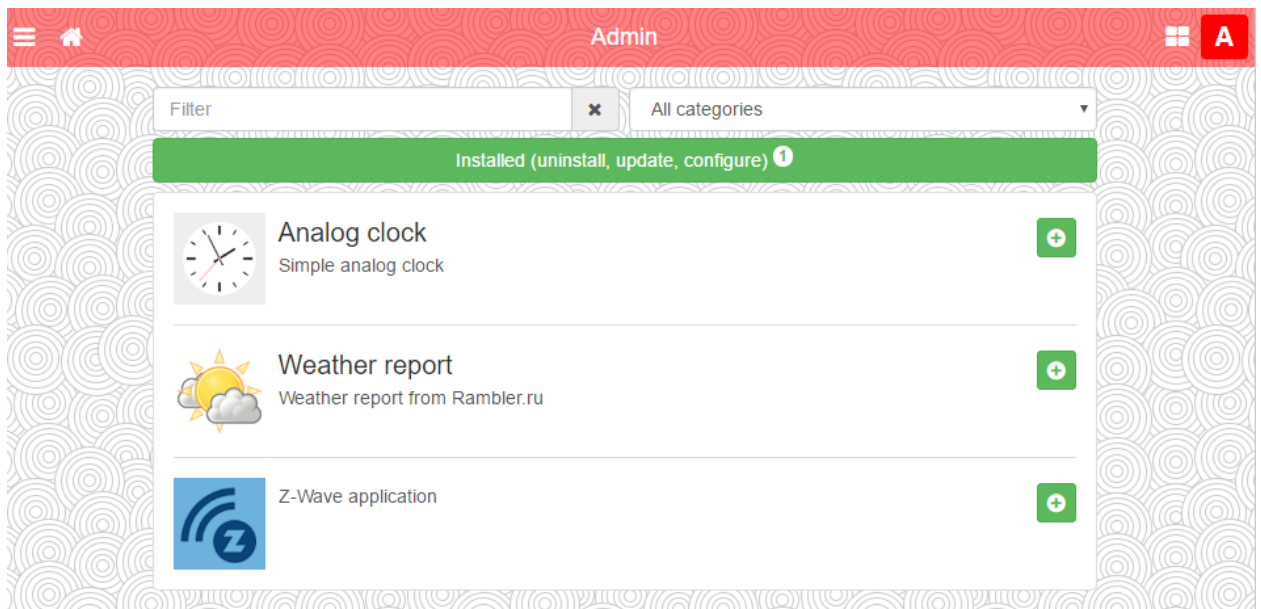 Admin
A
Filter
All categories
Installed (uninstall, update, configure) 1
Analog clock
Simple analog clock
Weather report
Weather report from Rambler.ru
Z-Wave application
Z